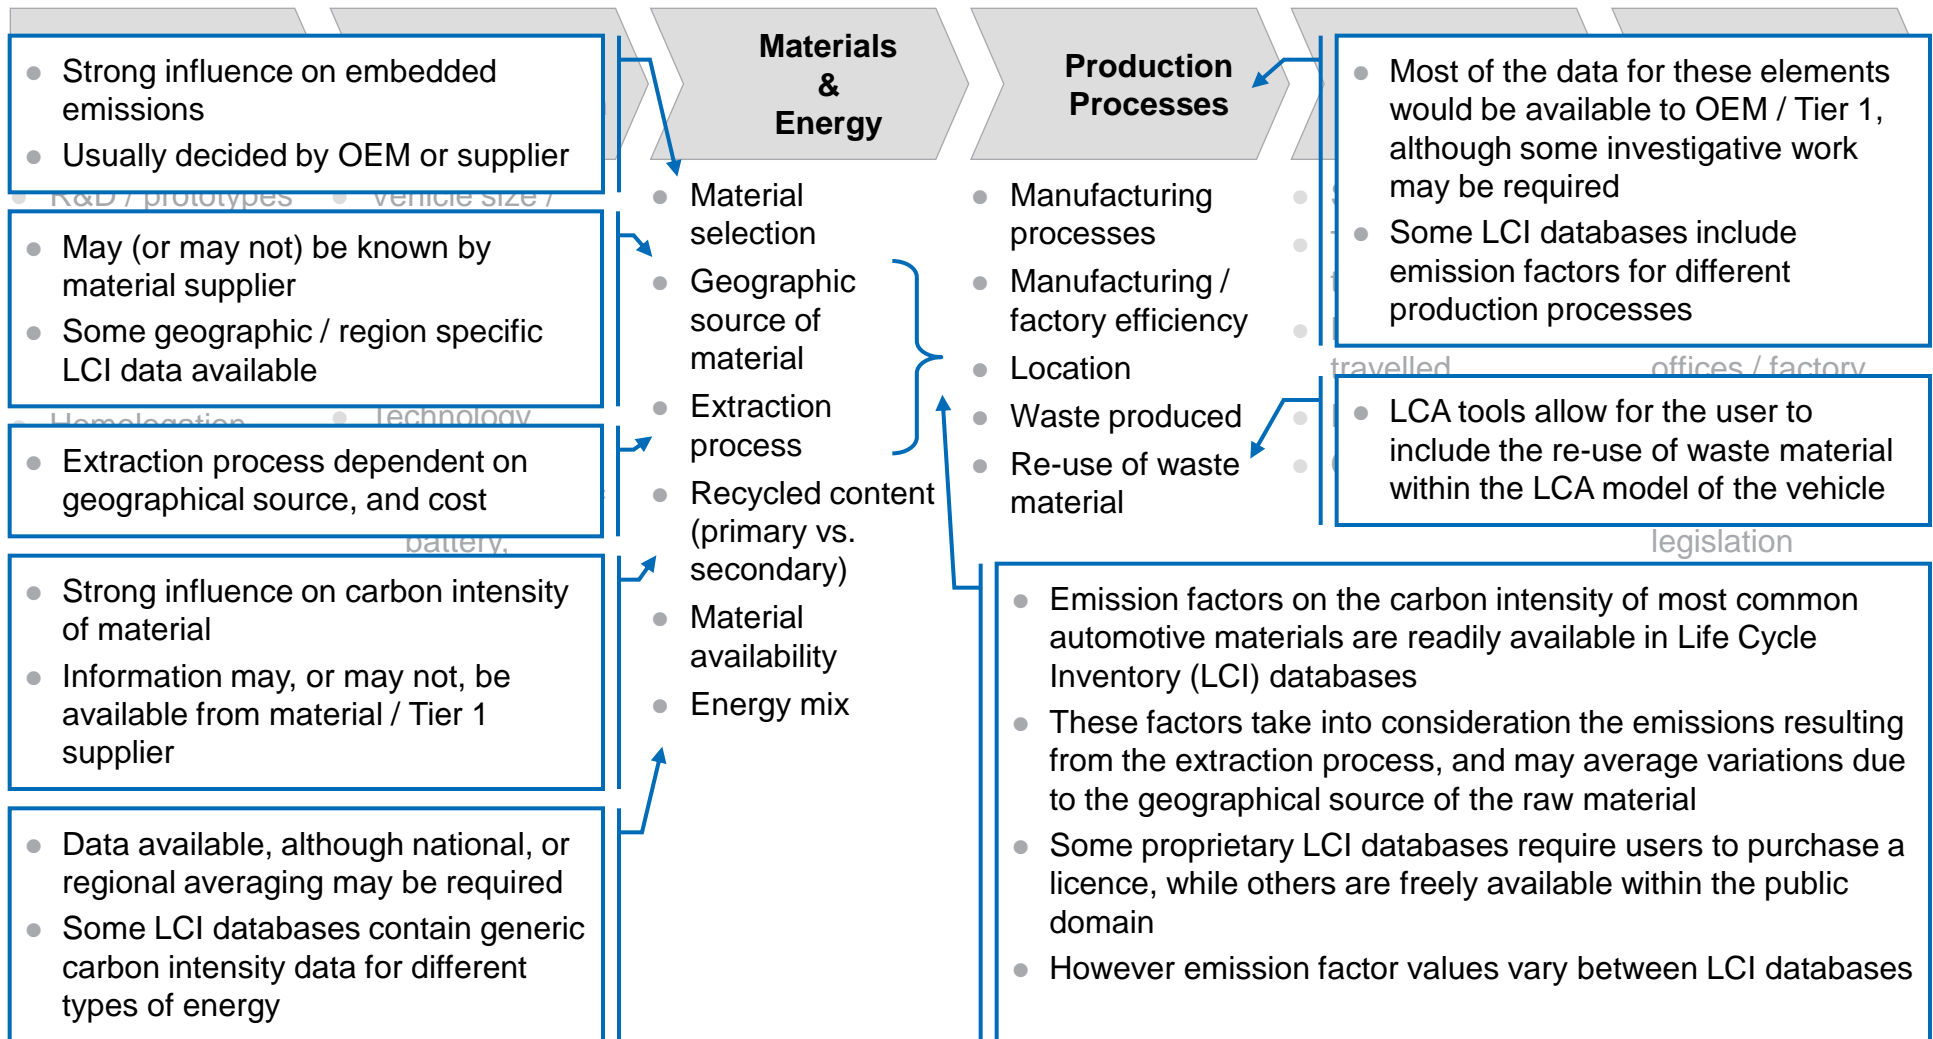 Materials
&
Energy
Production
Processes
Strong influence on embedded
emissions
Usually decided by OEM or supplier
R&D / prototypes
vehicle size /
May (or may not) be known by
material supplier
Some geographic / region specific
LCI data available
Homologation
Technology
Extraction process dependent on
geographical source, and cost
battery,
Strong influence on carbon intensity
of material
Information may, or may not, be
available from material / Tier 1
supplier
Data available, although national, or
regional averaging may be required
Some LCI databases contain generic
carbon intensity data for different
types of energy
Material
selection
Geographic
source of
material
Extraction
process
Recycled content
(primary vs.
secondary)
Material
availability
Energy mix
Manufacturing
processes
Manufacturing /
factory efficiency
Location
Waste produced
Re-use of waste
material
Most of the data for these elements
would be available to OEM / Tier 1,
although some investigative work
may be required
Some LCI databases include
emission factors for different
production processes
travelled
offices / factory
LCA tools allow for the user to
include the re-use of waste material
within the LCA model of the vehicle
legislation
Emission factors on the carbon intensity of most common
automotive materials are readily available in Life Cycle
Inventory (LCI) databases
These factors take into consideration the emissions resulting
from the extraction process, and may average variations due
to the geographical source of the raw material
Some proprietary LCI databases require users to purchase a
licence, while others are freely available within the public
domain
However emission factor values vary between LCI databases